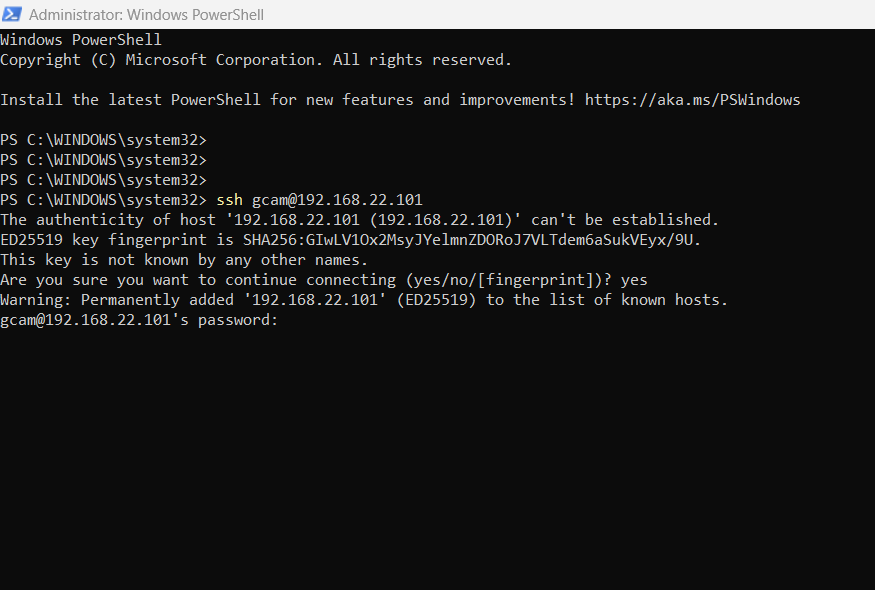 Administrator: Windows PowerShell
Windows PowerShell
Copyright (C) Microsoft Corporation. All rights reserved.
Install the latest PowerShell for new features and improvements! https://aka.ms/PSWindows
PS C:\WINDOWS\system32>
PS C:\WINDOWS\system32>
PS C:\WINDOWS\system32>
PS C:\WINDOWS\system32> ssh gcam@192.168.22.101
The authenticity of host '192.168.22.101 (192.168.22.101)' can't be established.
ED25519 key fingerprint is SHA256:GIwLV1Ox2MsyJYelmnZDORoJ7VLTdem6aSukVEyx/9U.
This key is not known by any other names.
Are you sure you want to continue connecting (yes/no/[fingerprint])? yes
Warning: Permanently added '192.168.22.101' (ED25519) to the list of known hosts.
gcam@192.168.22.101's password: